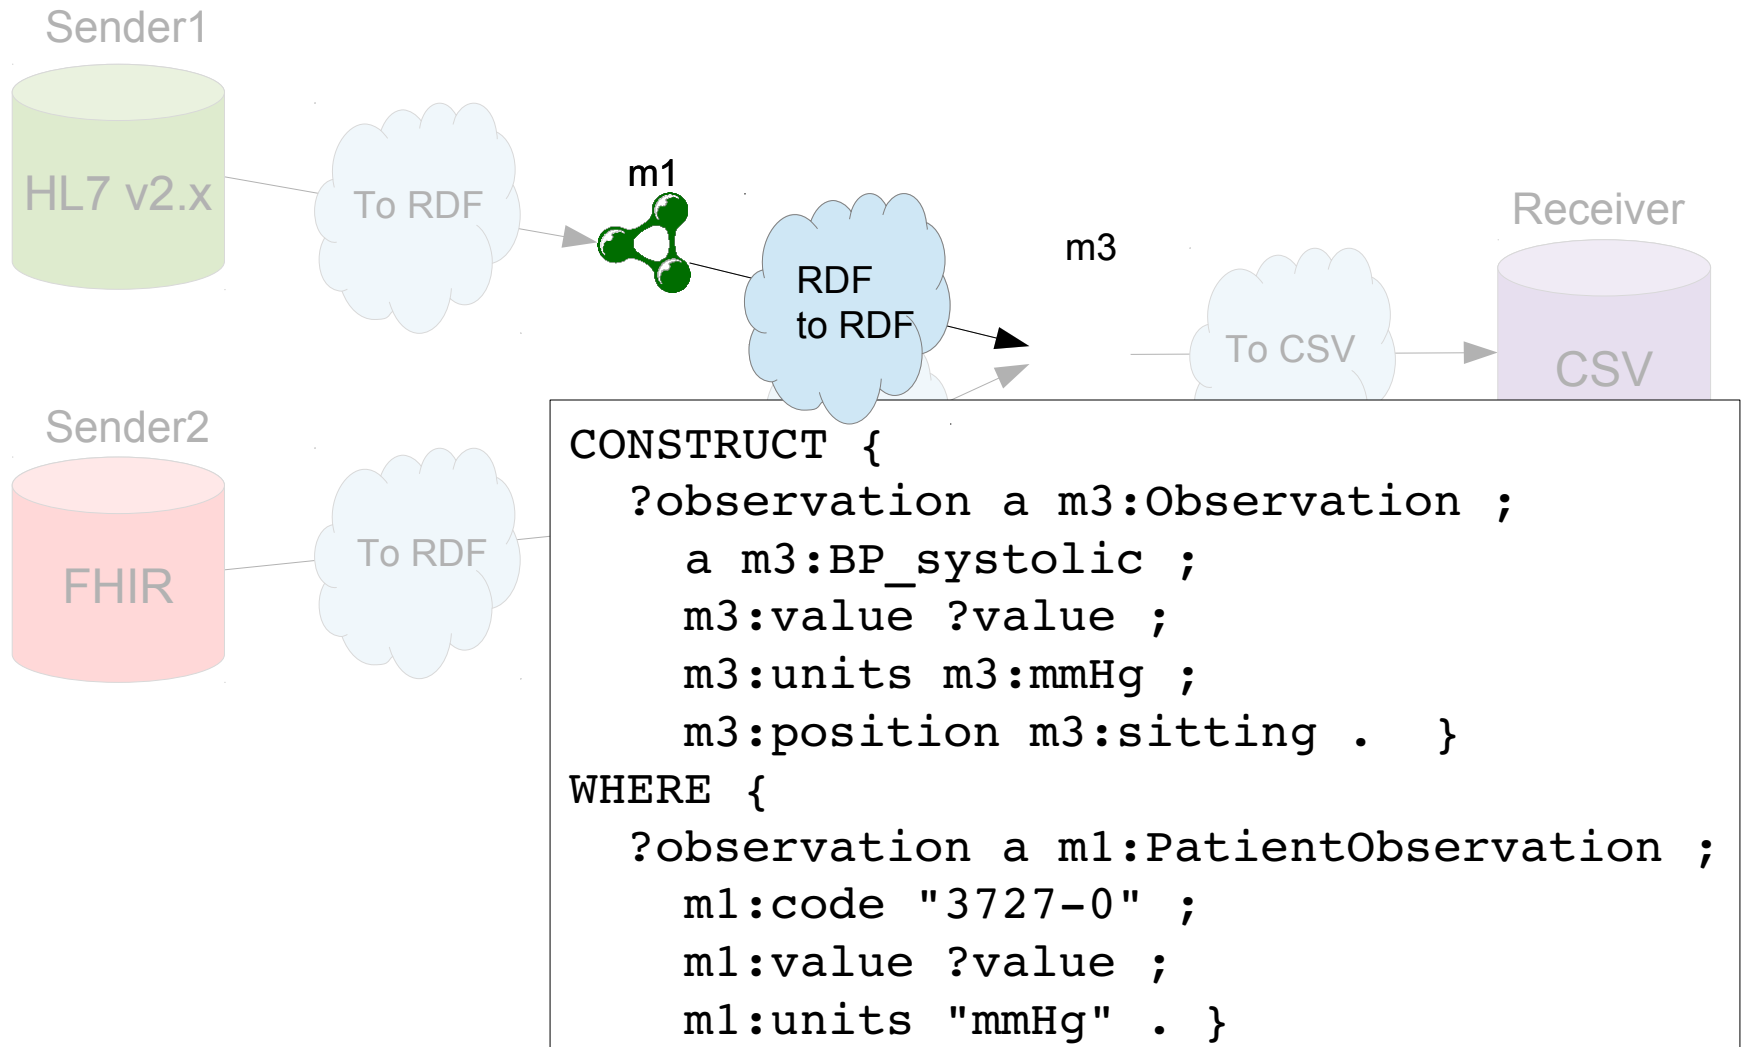 Sender1
HL7 v2.x
To RDF
m1
RDF
to RDF
m3
To CSV
Receiver
CSV
Sender2
FHIR
To RDF
CONSTRUCT {
?observation a m3:Observation ;
a m3:BP_systolic ;
m3:value ?value ;
m3:units m3:mmHg ;
m3:position m3:sitting . }
WHERE {
?observation a m1:PatientObservation ;
m1:code "3727-0" ;
m1:value ?value ;
m1:units "mmHg" . }